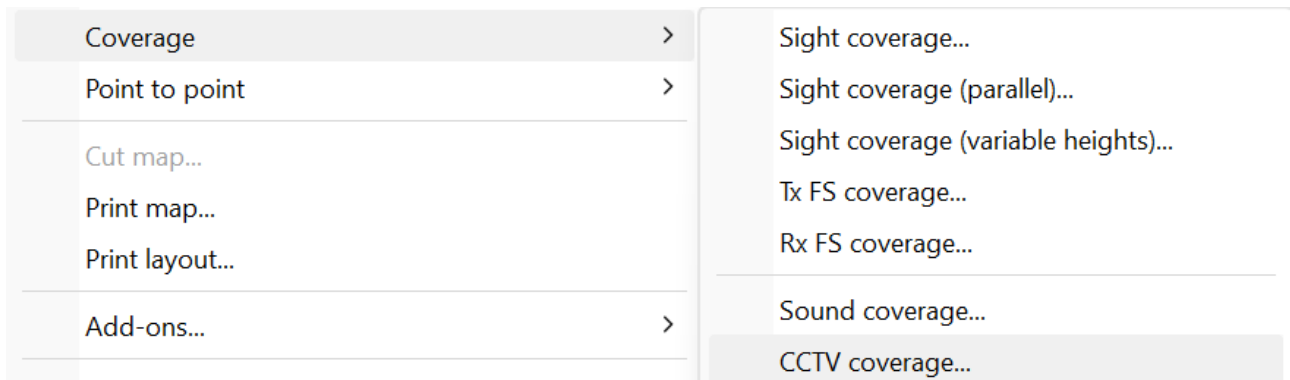 Coverage
Point to point
Cut map...
Print map...
Print layout...
Add-ons...
Sight coverage...
Sight coverage (parallel)...
Sight coverage (variable heights)...
Tx FS coverage...
Rx FS coverage...
Sound coverage...
CCTV coverage...